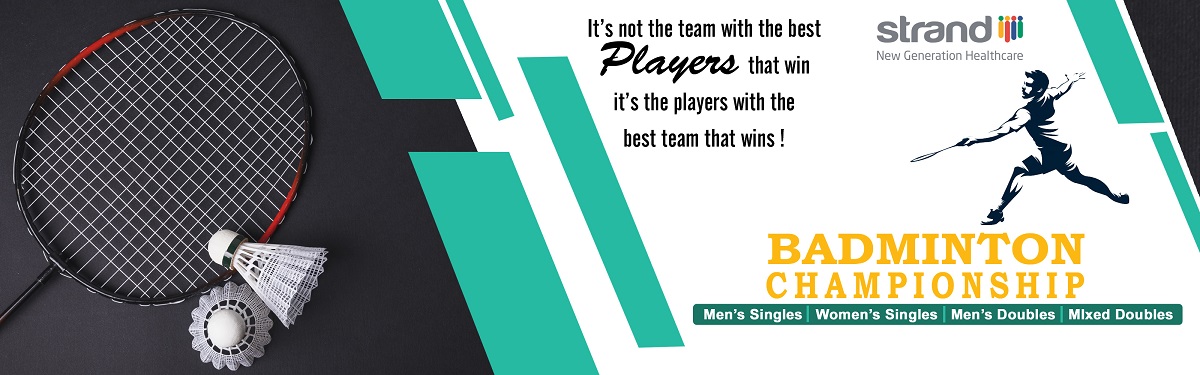 It's not the team with the best
Players that win
it's the players with the
best team that wins !
strand
New Generation Healthcare
BADMINTON
CHAMPIONSHIP
Men's Singles | Women's Singles | Men's Doubles | MIxed Doubles